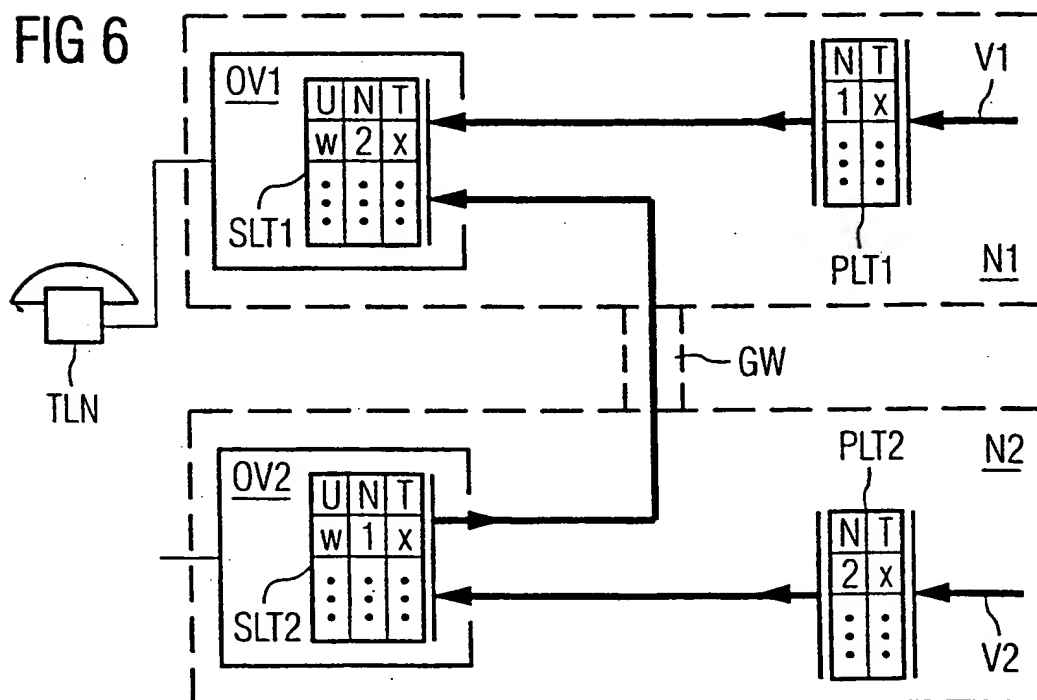 FIG 6
OV1
U N T
w 2 x
SLT1
N T
1 x
V1
PLT1
N1
TLN
GW
OV2
U N T
w 1 x
SLT2
PLT2
N2
N T
2 x
V2